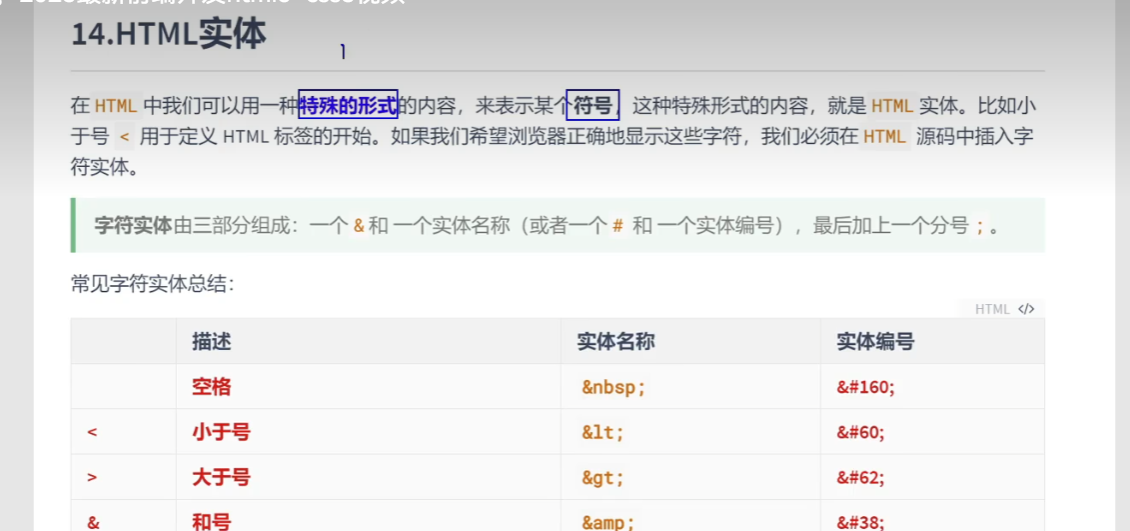 14.HTML实体
在 HTML 中我们可以用一种特殊的形式的内容，来表示某个符号，这种特殊形式的内容，就是 HTML 实体。比如小
于号 < 用于定义 HTML 标签的开始。如果我们希望浏览器正确地显示这些字符，我们必须在 HTML 源码中插入字
符实体。
字符实体由三部分组成：一个 & 和 一个实体名称（或者一个 # 和 一个实体编号），最后加上一个分号 ; 。
常见字符实体总结：
HTML </>
描述 实体名称 实体编号
空格 &nbsp; &#160;
< 小于号 &lt; &#60;
> 大于号 &gt; &#62;
& 和号 &amp; &#38;